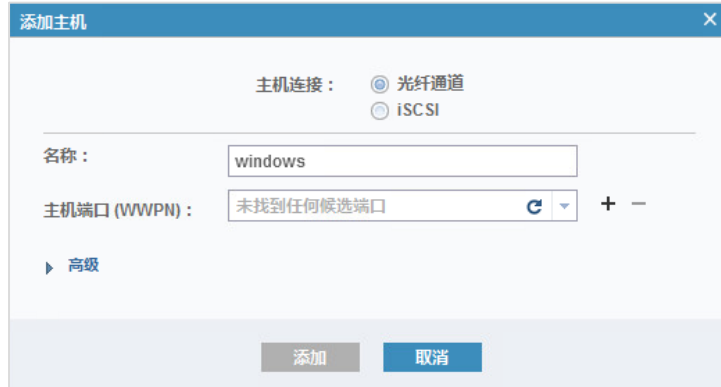 添加主机
主机连接： 光纤通道
iSCSI
名称： windows
主机端口 (WWPN)： 未找到任何候选端口
高级
添加 取消